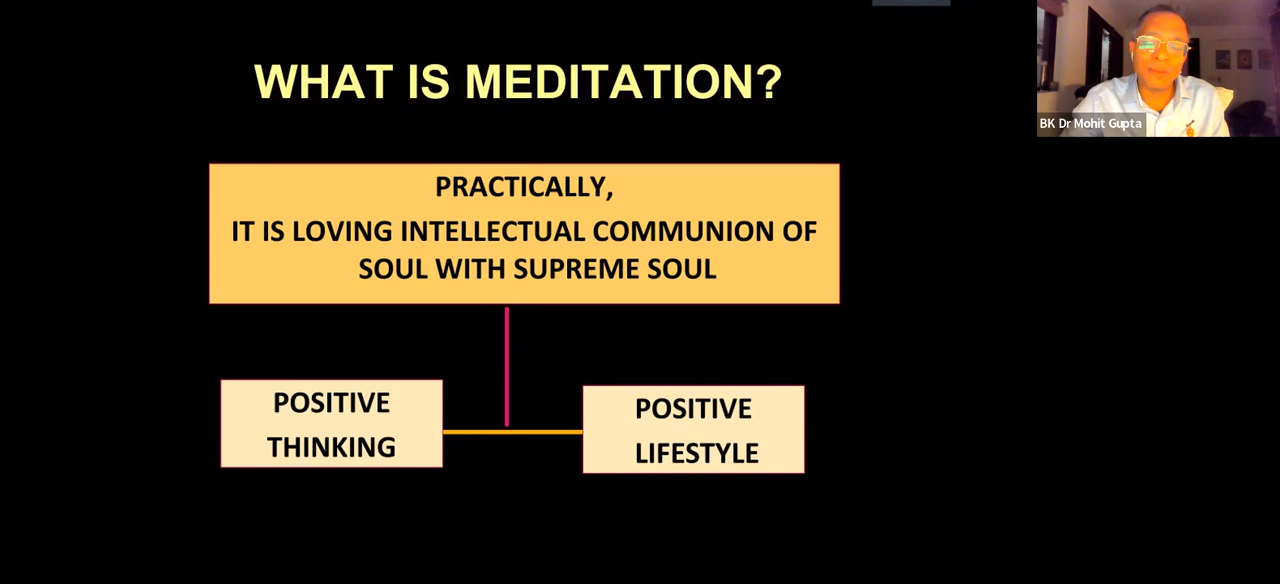 WHAT IS MEDITATION?
PRACTICALLY,
IT IS LOVING INTELLECTUAL COMMUNION OF
SOUL WITH SUPREME SOUL
POSITIVE
THINKING
POSITIVE
LIFESTYLE
BK Dr Mohit Gupta